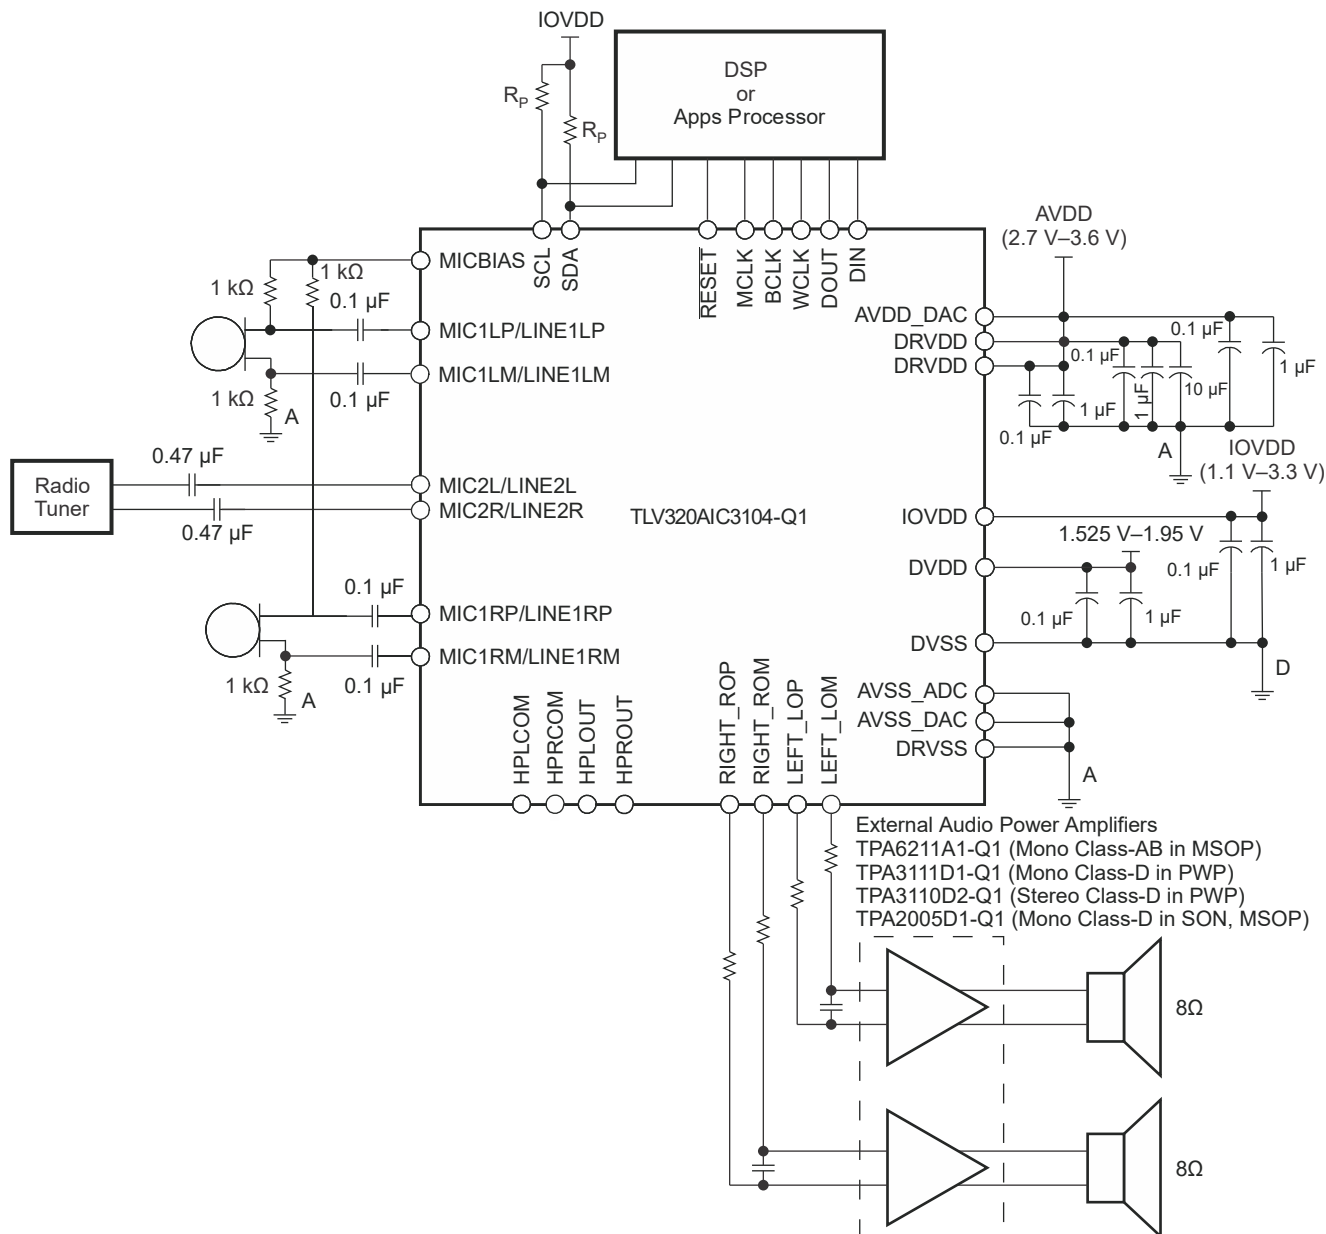 IOVDD
DSP
or
Apps Processor
R_P
R_P
SCL
SDA
RESET
MCLK
BCLK
WCLK
DOUT
DIN
AVDD
(2.7 V–3.6 V)
MICBIAS
1 kΩ
1 kΩ
0.1 µF
MIC1LP/LINE1LP
MIC1LM/LINE1LM
1 kΩ
0.1 µF
A
AVDD_DAC
DRVDD
DRVDD
0.1 µF
0.1 µF
1 µF
1 µF
10 µF
1 µF
0.1 µF
A
IOVDD
(1.1 V–3.3 V)
Radio
Tuner
0.47 µF
0.47 µF
MIC2L/LINE2L
MIC2R/LINE2R
TLV320AIC3104-Q1
IOVDD
1.525 V–1.95 V
DVDD
0.1 µF
1 µF
0.1 µF
1 µF
DVSS
D
0.1 µF
MIC1RP/LINE1RP
MIC1RM/LINE1RM
1 kΩ
0.1 µF
A
AVSS_ADC
AVSS_DAC
DRVSS
A
HPLCOM
HPRCOM
HPLOUT
HPROUT
RIGHT_ROP
RIGHT_ROM
LEFT_LOP
LEFT_LOM
External Audio Power Amplifiers
TPA6211A1-Q1 (Mono Class-AB in MSOP)
TPA3111D1-Q1 (Mono Class-D in PWP)
TPA3110D2-Q1 (Stereo Class-D in PWP)
TPA2005D1-Q1 (Mono Class-D in SON, MSOP)
8Ω
8Ω